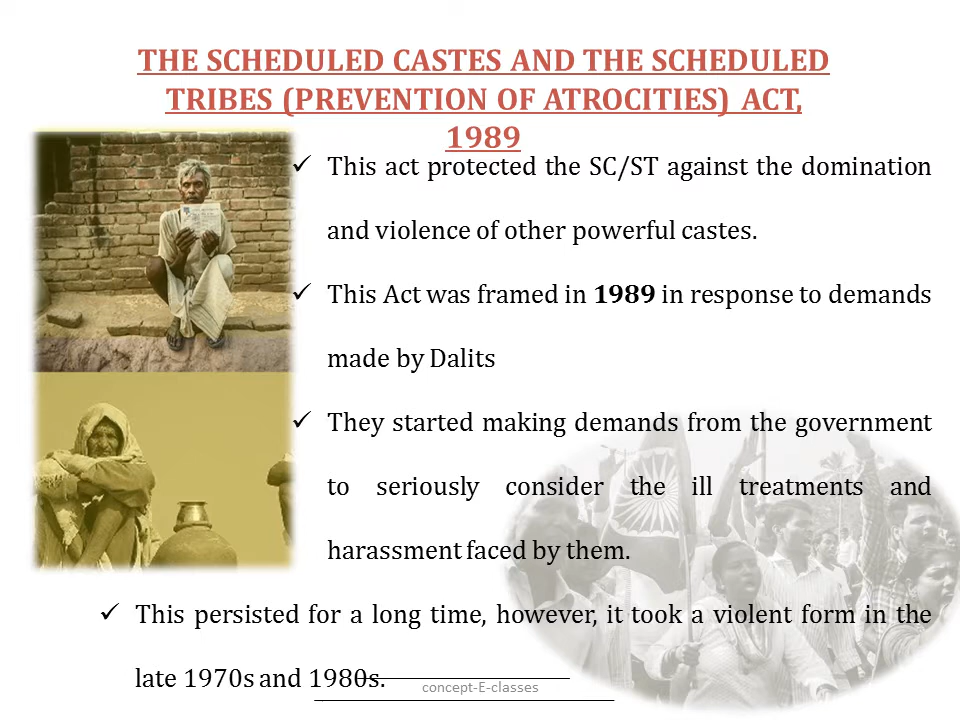 THE SCHEDULED CASTES AND THE SCHEDULED
TRIBES (PREVENTION OF ATROCITIES) ACT,
1989
✓ This act protected the SC/ST against the domination
and violence of other powerful castes.
✓ This Act was framed in 1989 in response to demands
made by Dalits
✓ They started making demands from the government
to seriously consider the ill treatments and
harassment faced by them.
✓ This persisted for a long time, however, it took a violent form in the
late 1970s and 1980s.
concept-E-classes